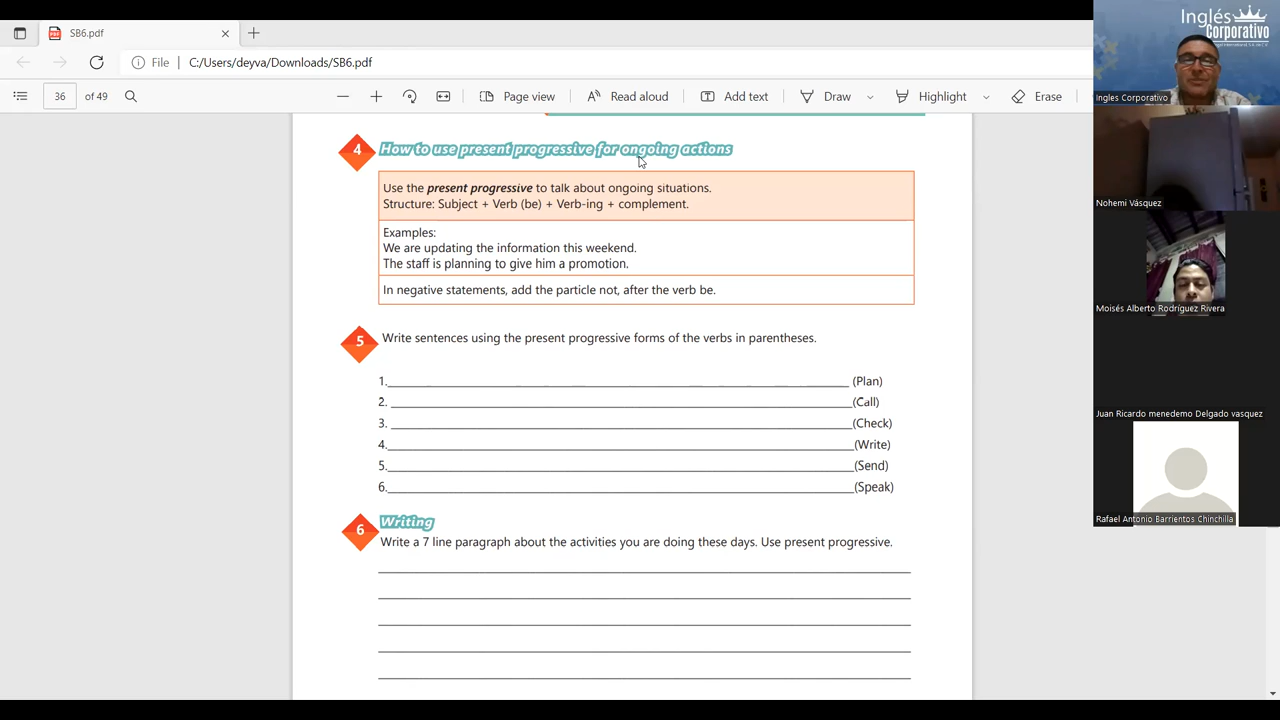 SB6.pdf
File
C:/Users/deyva/Downloads/SB6.pdf
36 of 49
Page view
Read aloud
Add text
Draw
Highlight
Erase
4
How to use present progressive for ongoing actions
Use the present progressive to talk about ongoing situations.
Structure: Subject + Verb (be) + Verb-ing + complement.
Examples:
We are updating the information this weekend.
The staff is planning to give him a promotion.
In negative statements, add the particle not, after the verb be.
5
Write sentences using the present progressive forms of the verbs in parentheses.
1. (Plan)
2. (Call)
3. (Check)
4. (Write)
5. (Send)
6. (Speak)
6
Writing
Write a 7 line paragraph about the activities you are doing these days. Use present progressive.
Inglés
Corporativo
Ingles Corporativo
Nohemi Vásquez
Moisés Alberto Rodríguez Rivera
Juan Ricardo menedemo Delgado vasquez
Rafael Antonio Barrientos Chinchilla